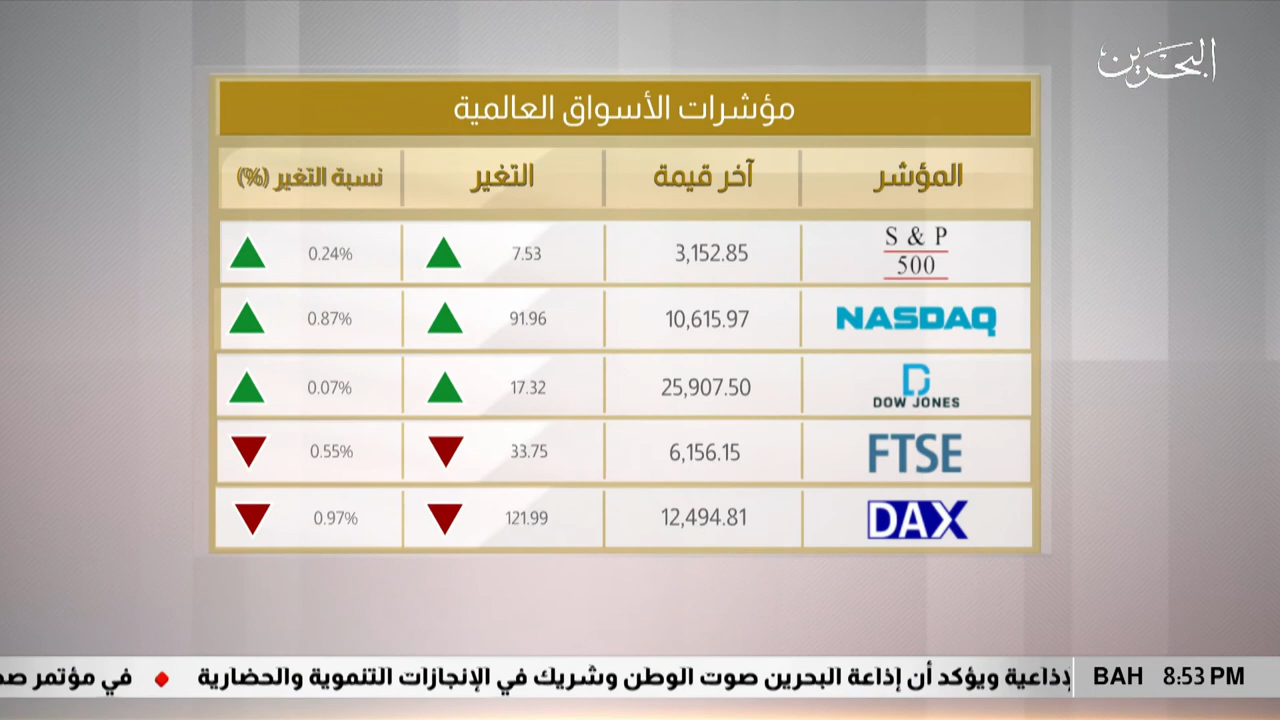 البحرين
مؤشرات الأسواق العالمية
المؤشر آخر قيمة التغير نسبة التغير (%)
S & P 500 3,152.85 7.53 0.24%
NASDAQ 10,615.97 91.96 0.87%
DOW JONES 25,907.50 17.32 0.07%
FTSE 6,156.15 33.75 0.55%
DAX 12,494.81 121.99 0.97%
BAH 8:53 PM
إذاعية ويؤكد أن إذاعة البحرين صوت الوطن وشريك في الإنجازات التنموية والحضارية في مؤتمر